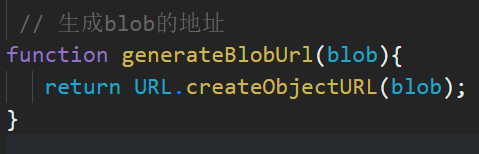 // 生成blob的地址
function generateBlobUrl(blob){
return URL.createObjectURL(blob);
}